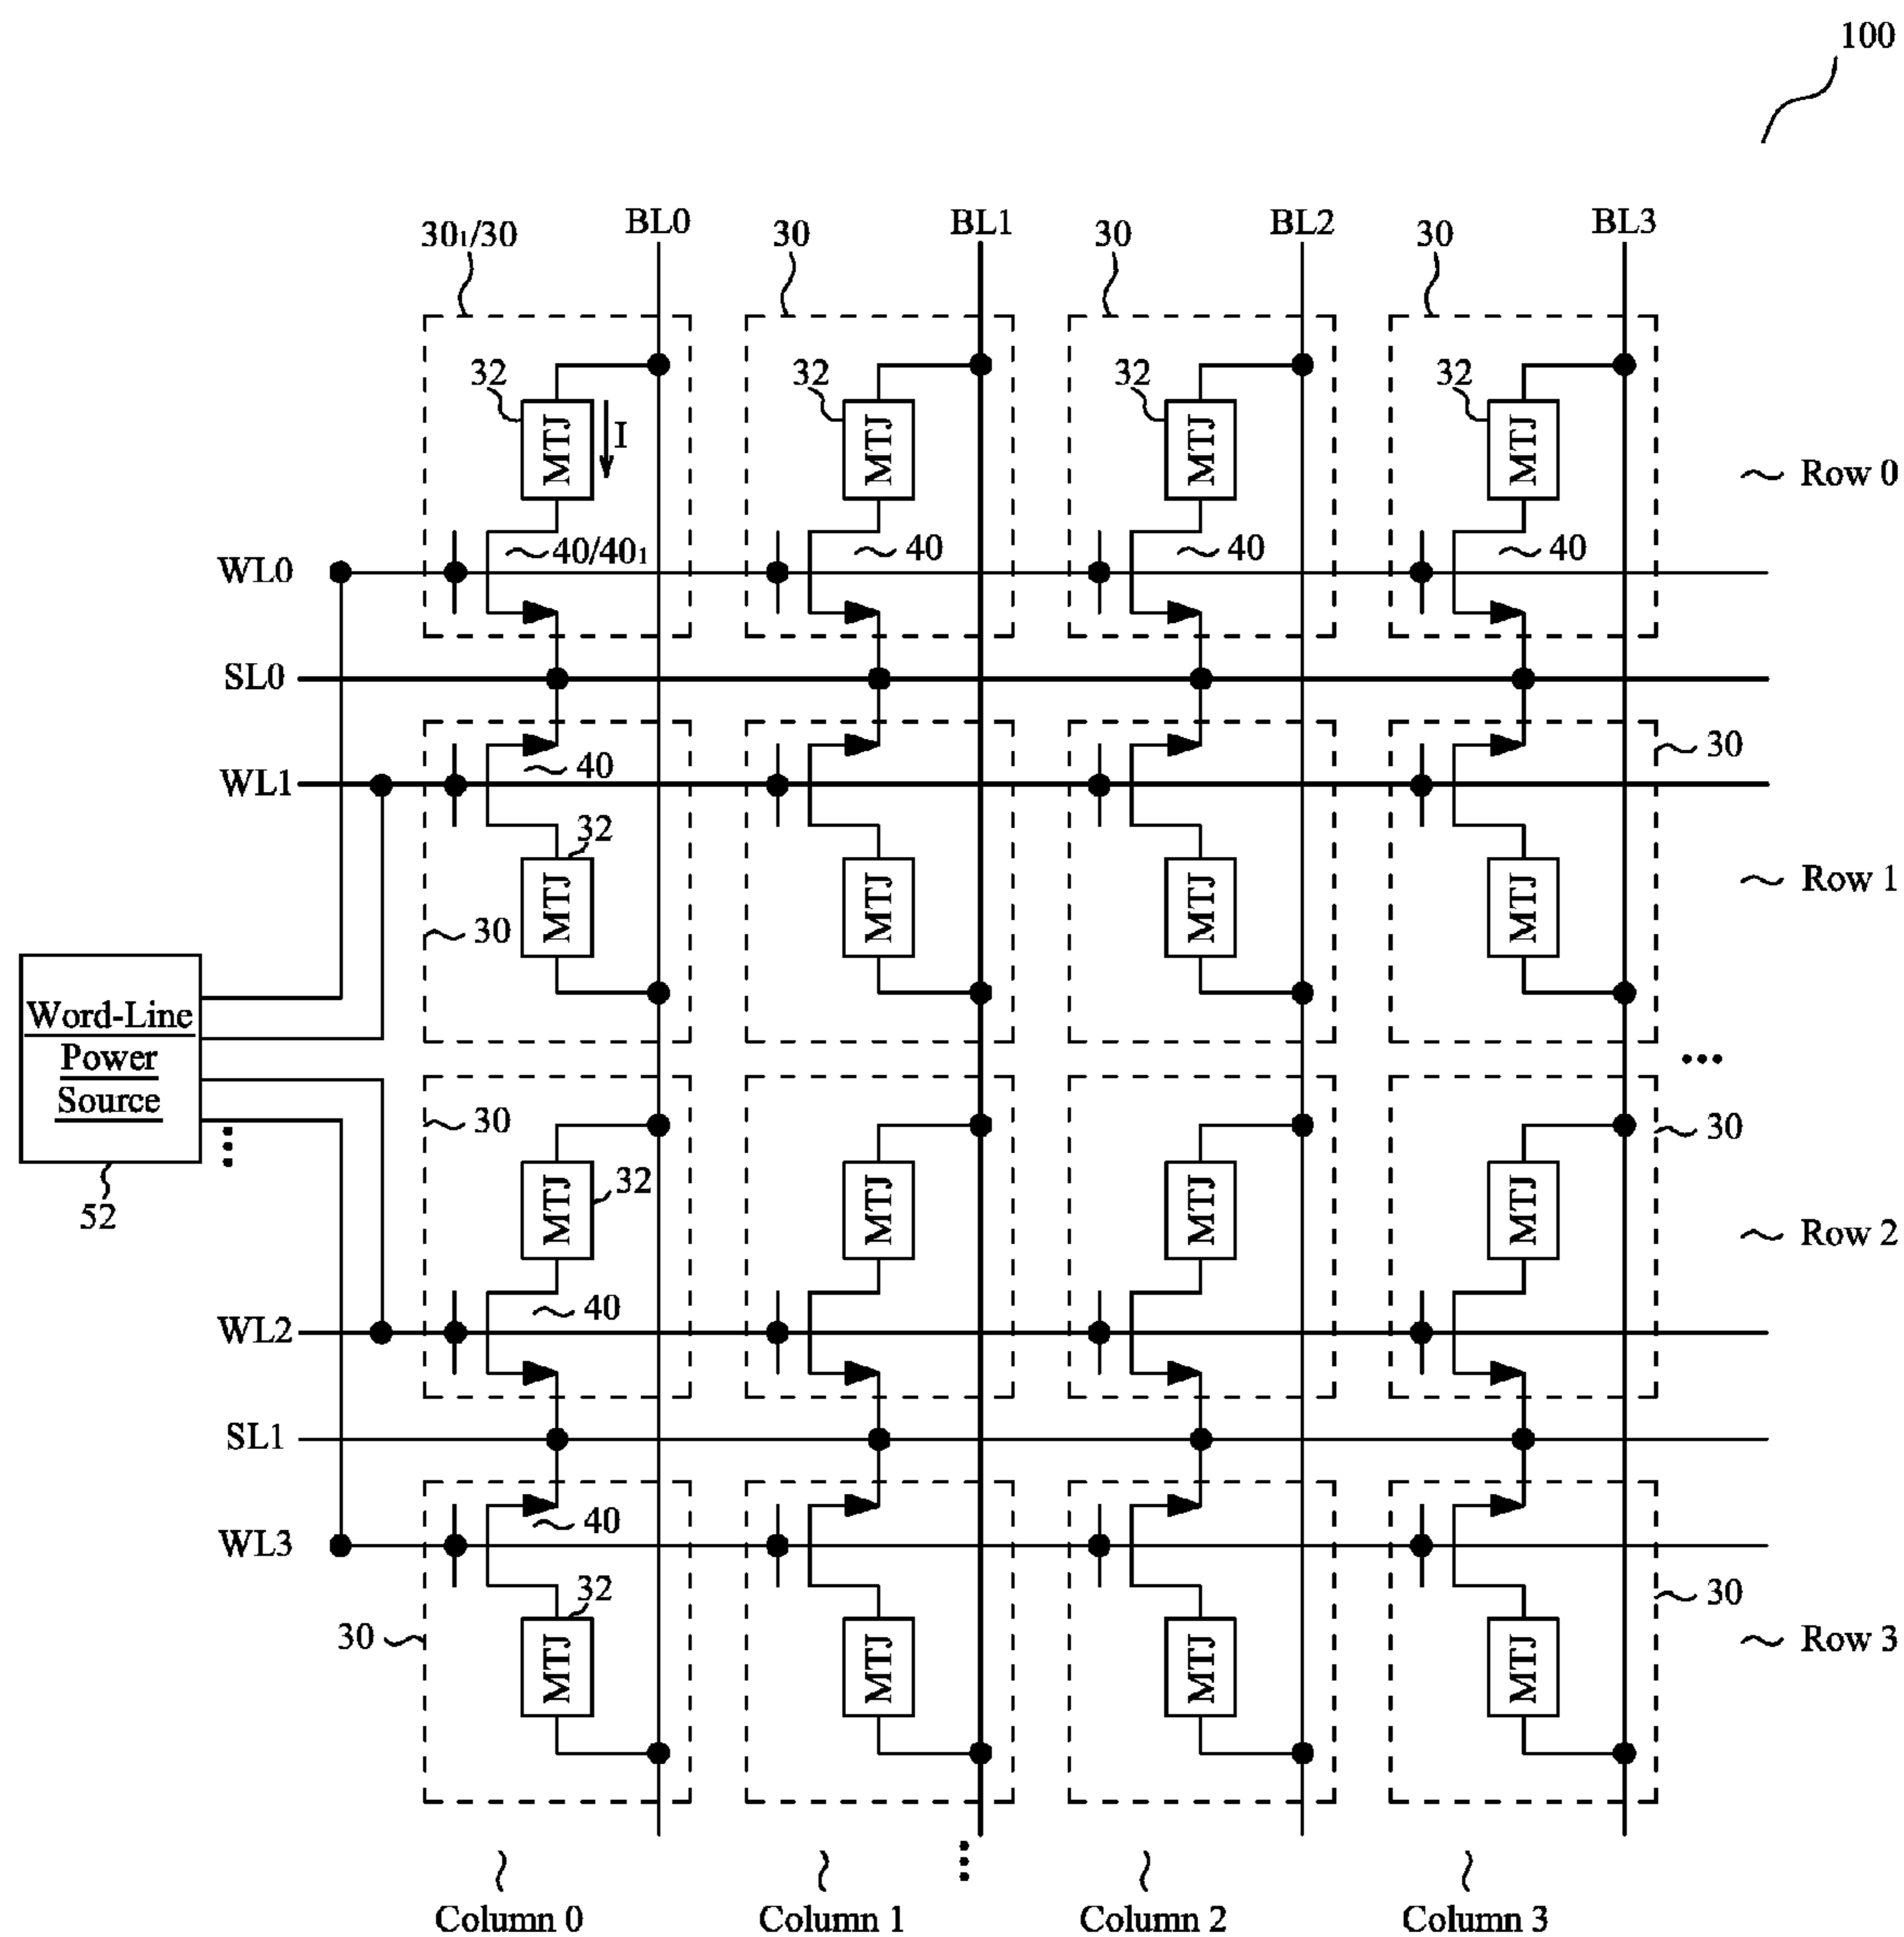 100
30₁/30 BL0 30 BL1 30 BL2 30 BL3
32 32 32 32
MTJ I MTJ MTJ MTJ
Row 0
40/40₁ 40 40 40
WL0
SL0
30
40
WL1
32
MTJ MTJ MTJ MTJ
Row 1
30
Word-Line
Power
Source
52
30 30
32
MTJ MTJ MTJ MTJ
Row 2
40
WL2
SL1
40
WL3
32 30
30
MTJ MTJ MTJ MTJ
Row 3
Column 0 Column 1 Column 2 Column 3